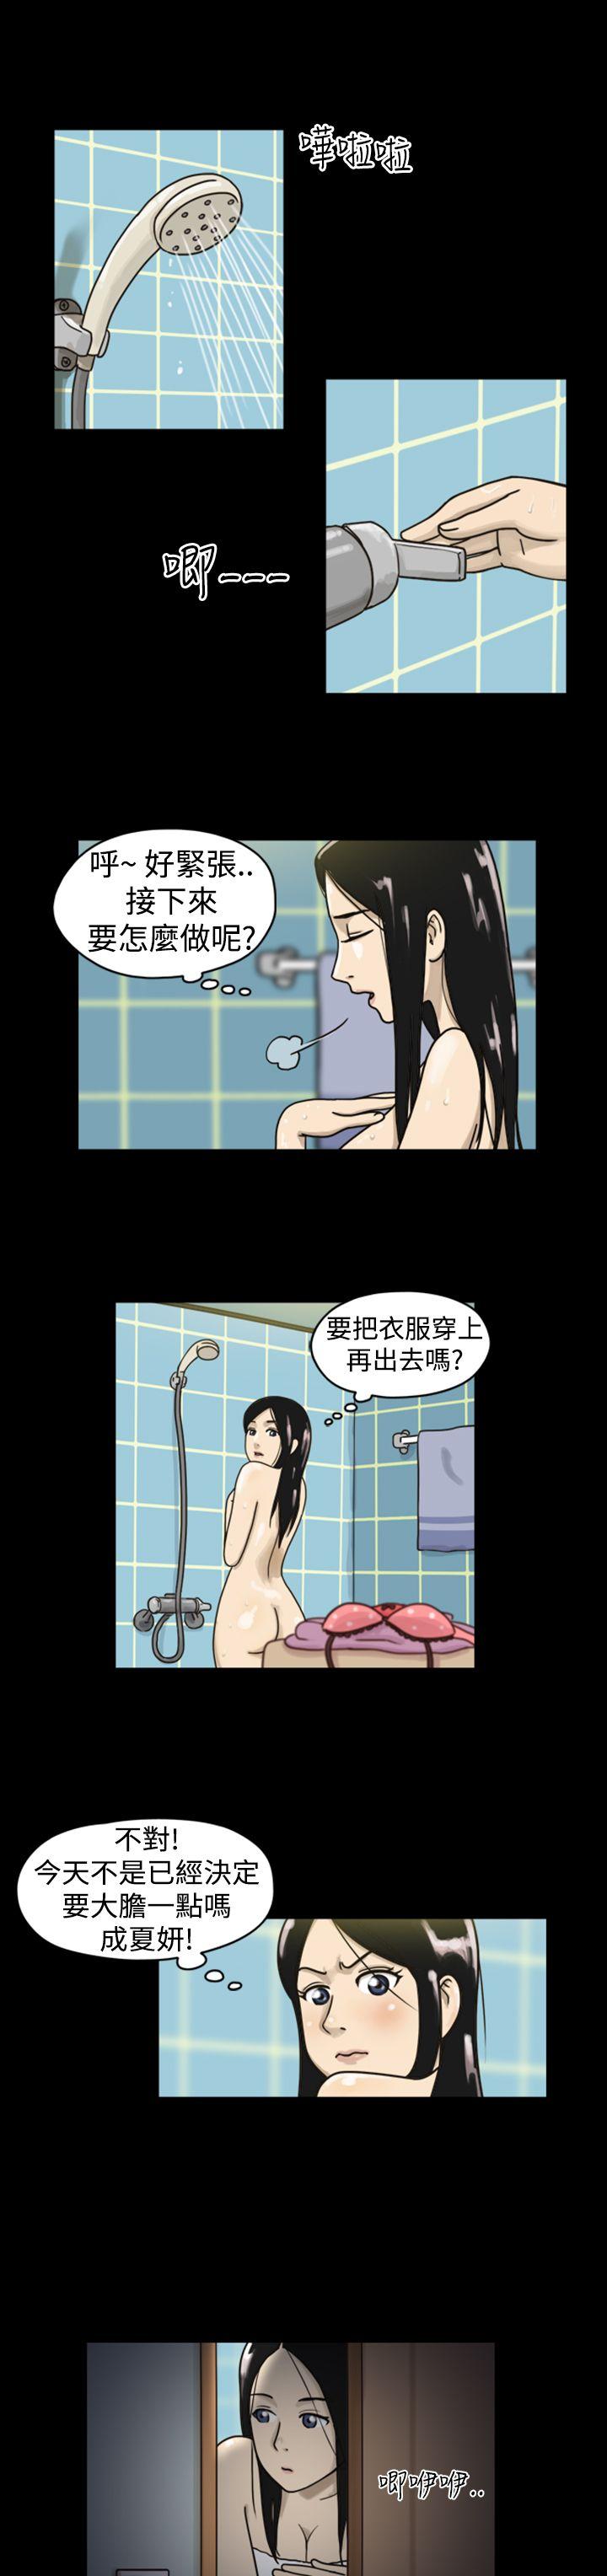 嘩啦啦
唧---
呼~ 好緊張..
接下來
要怎麼做呢?
要把衣服穿上
再出去嗎?
不對!
今天不是已經決定
要大膽一點嗎
成夏妍!
唧咿咿..